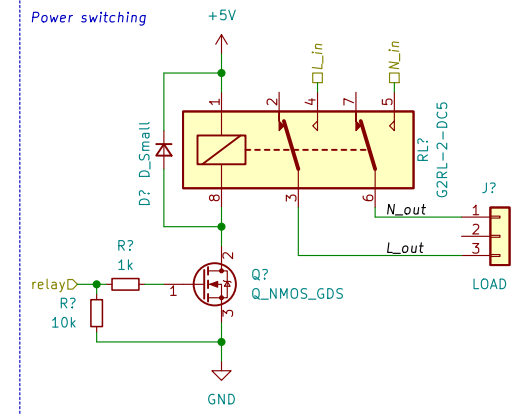 Power switching
+5V
L_in
N_in
1
2
4
7
5
D?
D_Small
RL?
G2RL-2-DC5
8
3
6
J?
N_out
1
2
L_out
3
LOAD
R?
1k
2
Q?
relay
1
Q_NMOS_GDS
R?
10k
3
GND